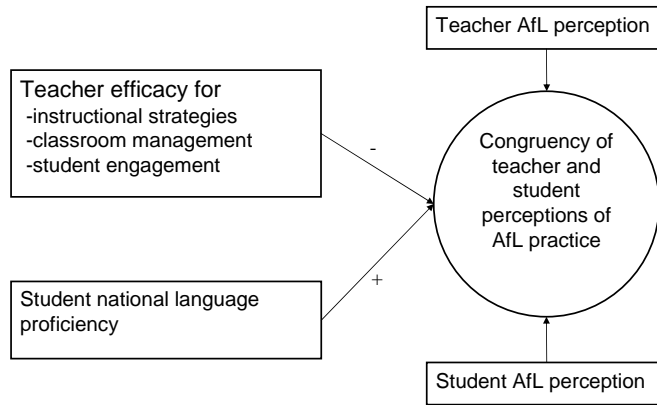 Teacher AfL perception
Teacher efficacy for
-instructional strategies
-classroom management
-student engagement
-
Congruency of
teacher and
student
perceptions of
AfL practice
+
Student national language
proficiency
Student AfL perception